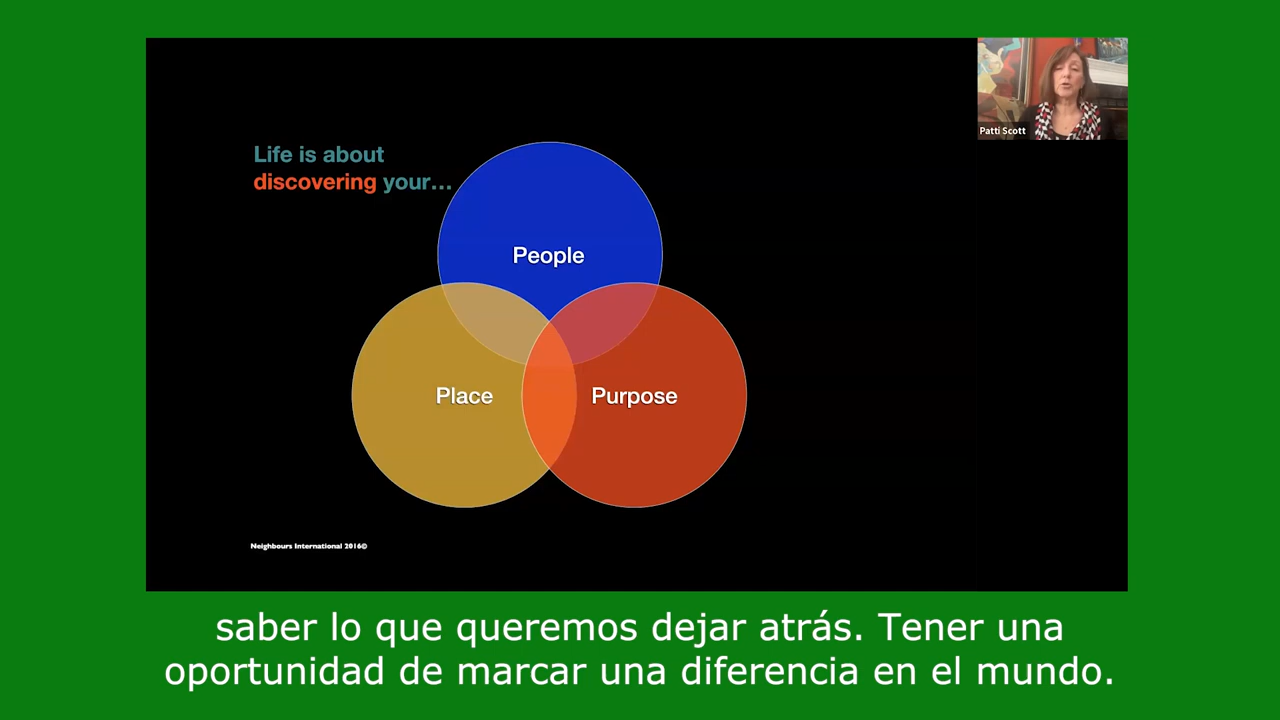 Patti Scott
Life is about
discovering your...
People
Place
Purpose
Neighbours International 2016©
saber lo que queremos dejar atrás. Tener una
oportunidad de marcar una diferencia en el mundo.